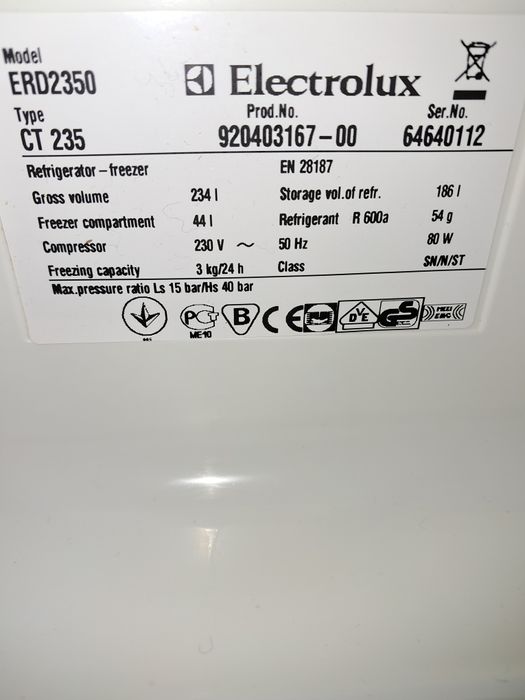 Model
ERD2350
Electrolux
Type
CT 235
Prod.No.
920403167-00
Ser.No.
64640112
Refrigerator-freezer EN 28187
Gross volume 234 l Storage vol.of refr. 186 l
Freezer compartment 44 l Refrigerant R 600a 54 g
Compressor 230 V ~ 50 Hz 80 W
Freezing capacity 3 kg/24 h Class SN/N/ST
Max.pressure ratio Ls 15 bar/Hs 40 bar
PCT B CE DVE GS
ME10